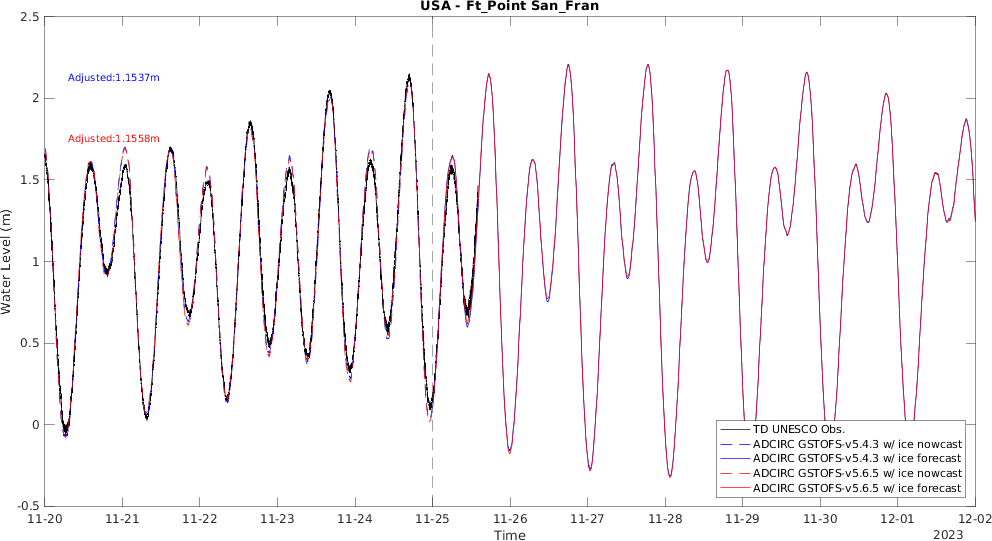 USA - Ft_Point San_Fran
2.5
2
1.5
1
0.5
0
-0.5
Water Level (m)
Adjusted:1.1537m
Adjusted:1.1558m
TD UNESCO Obs.
ADCIRC GSTOFS-v5.4.3 w/ ice nowcast
ADCIRC GSTOFS-v5.4.3 w/ ice forecast
ADCIRC GSTOFS-v5.6.5 w/ ice nowcast
ADCIRC GSTOFS-v5.6.5 w/ ice forecast
11-20 11-21 11-22 11-23 11-24 11-25 11-26 11-27 11-28 11-29 11-30 12-01 12-02
Time
2023